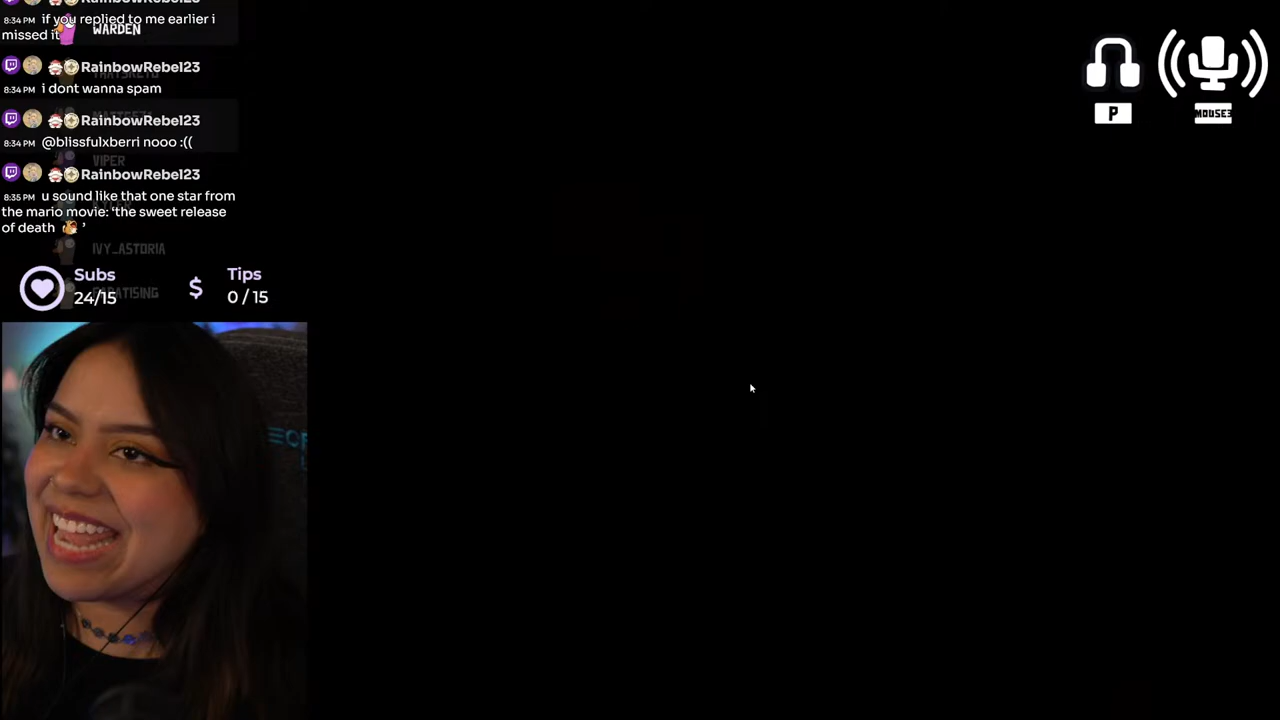 RainbowRebel23
8:34 PM if you replied to me earlier i
missed it
WARDEN
RainbowRebel23
8:34 PM i dont wanna spam
RainbowRebel23
8:34 PM @blissfulxberri nooo :((
VIPER
RainbowRebel23
8:35 PM u sound like that one star from
the mario movie: ‘the sweet release
of death ’
IVY_ASTORIA
Subs
24/15
$ Tips
0 / 15
P
MOUSE3